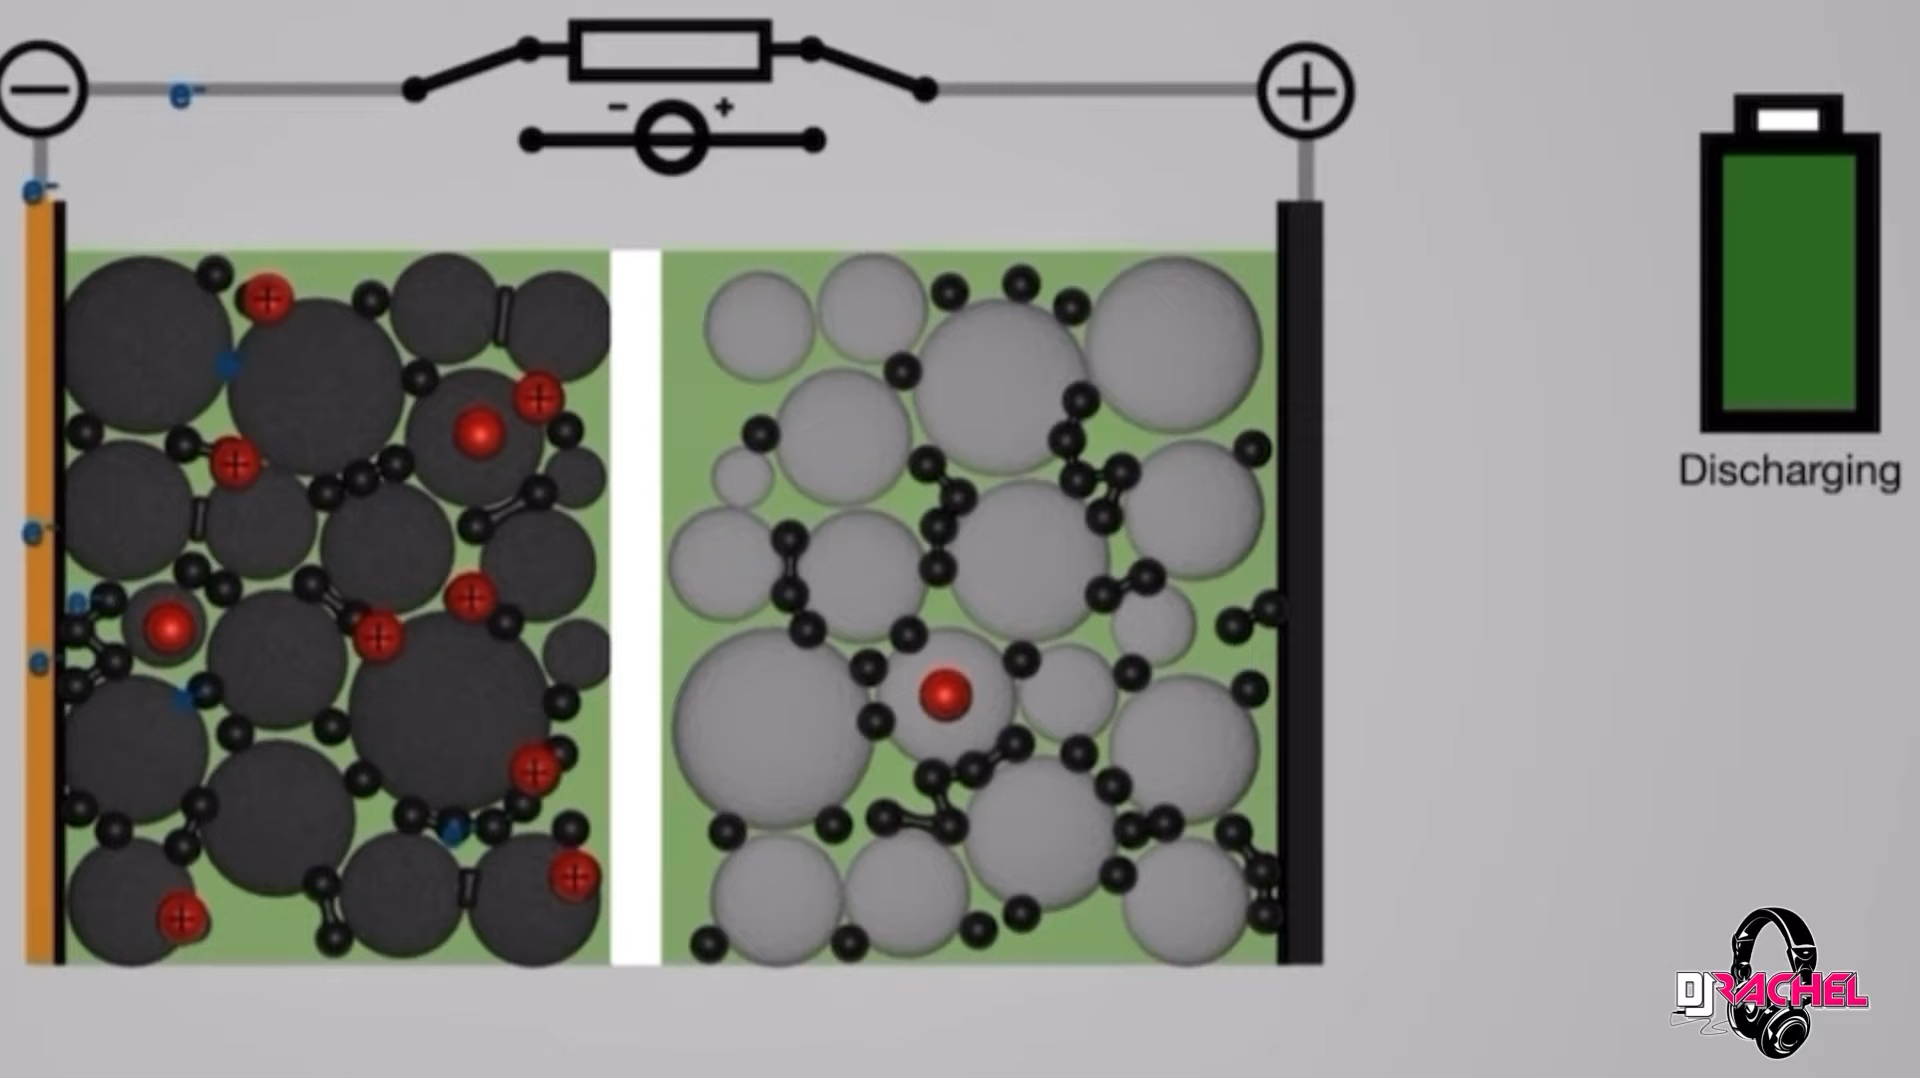 e-
- +
e-
e-
e-
e-
Discharging
DJ RACHEL